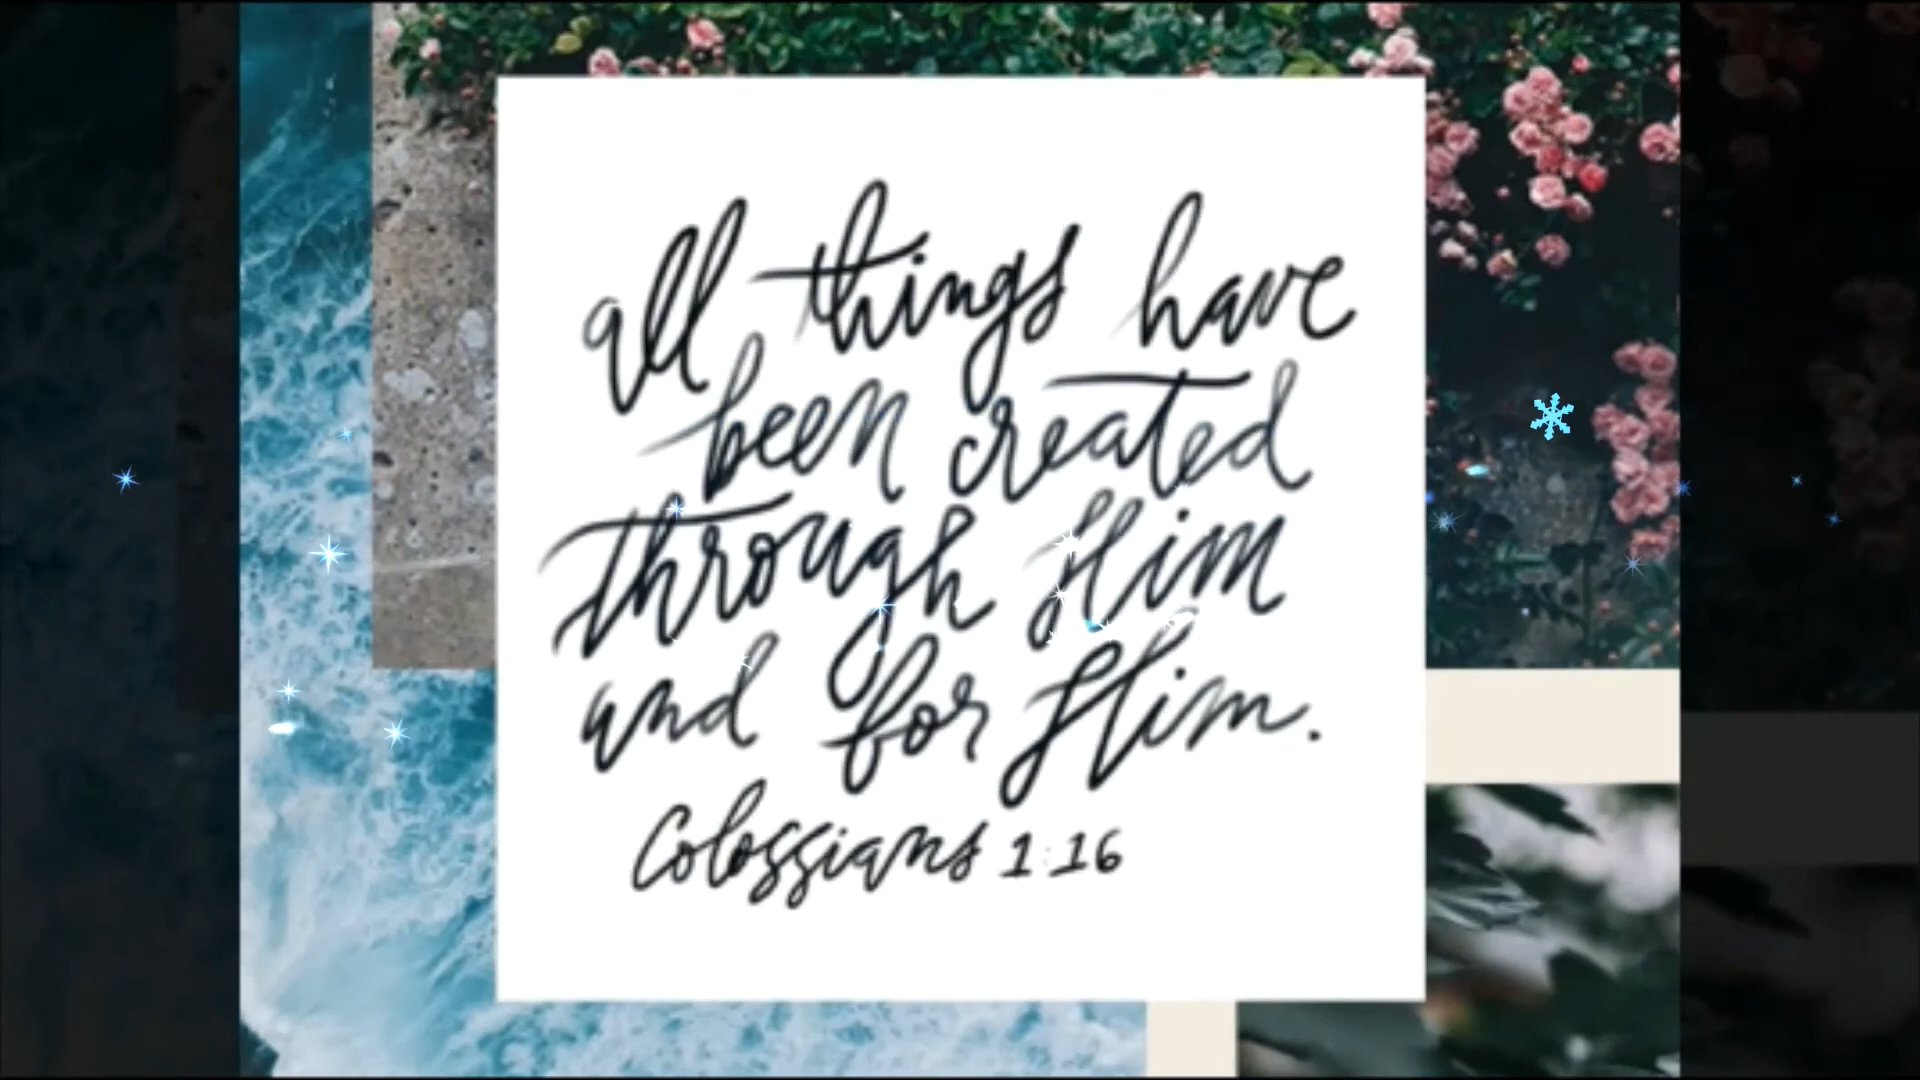 all things have
been created
through Him
and for Him.
Colossians 1:16